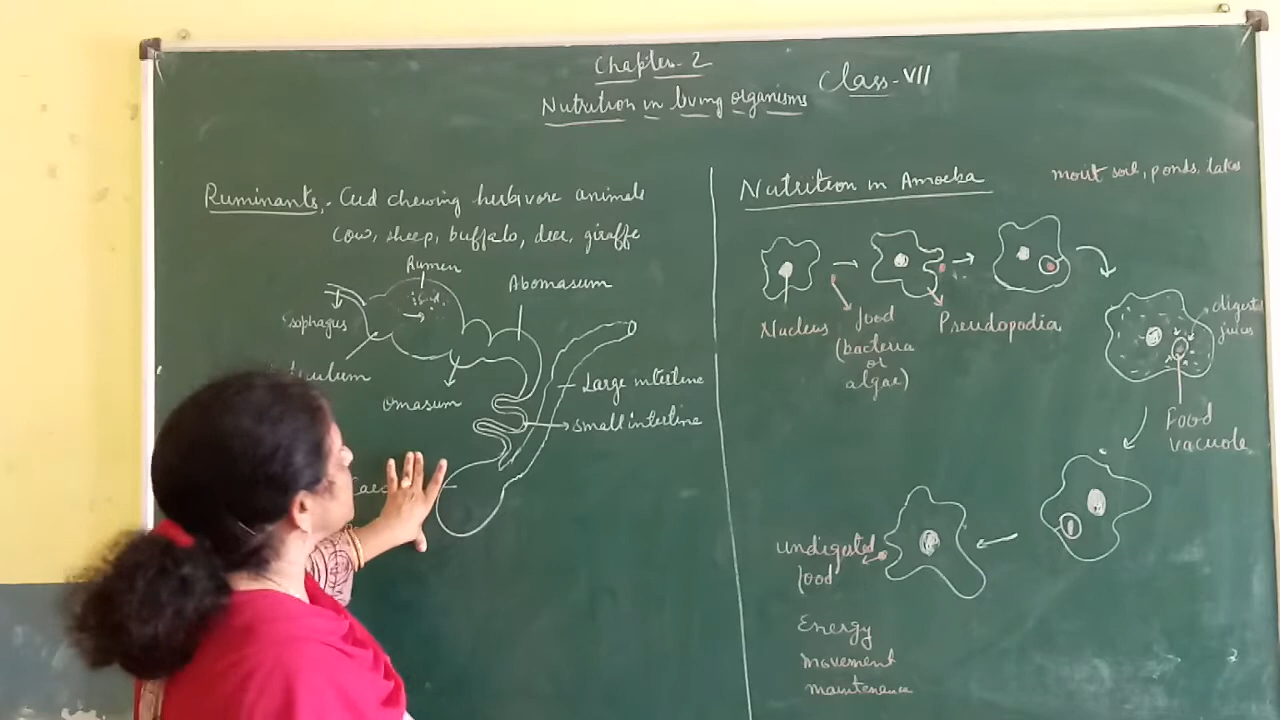 Chapter-2
Class-VII
Nutrition in living organisms
Ruminants,- Cud chewing herbivore animals
Cow, sheep, buffalo, deer, giraffe
Rumen
Abomasum
Omasum
Large intestine
small intestine
Nutrition in Amoeba
moist soil, ponds, lakes
Nucleus
food
(bacteria
or
algae)
Pseudopodia
juices
Food
vacuole
undigested
food
Energy
movement
maintenance